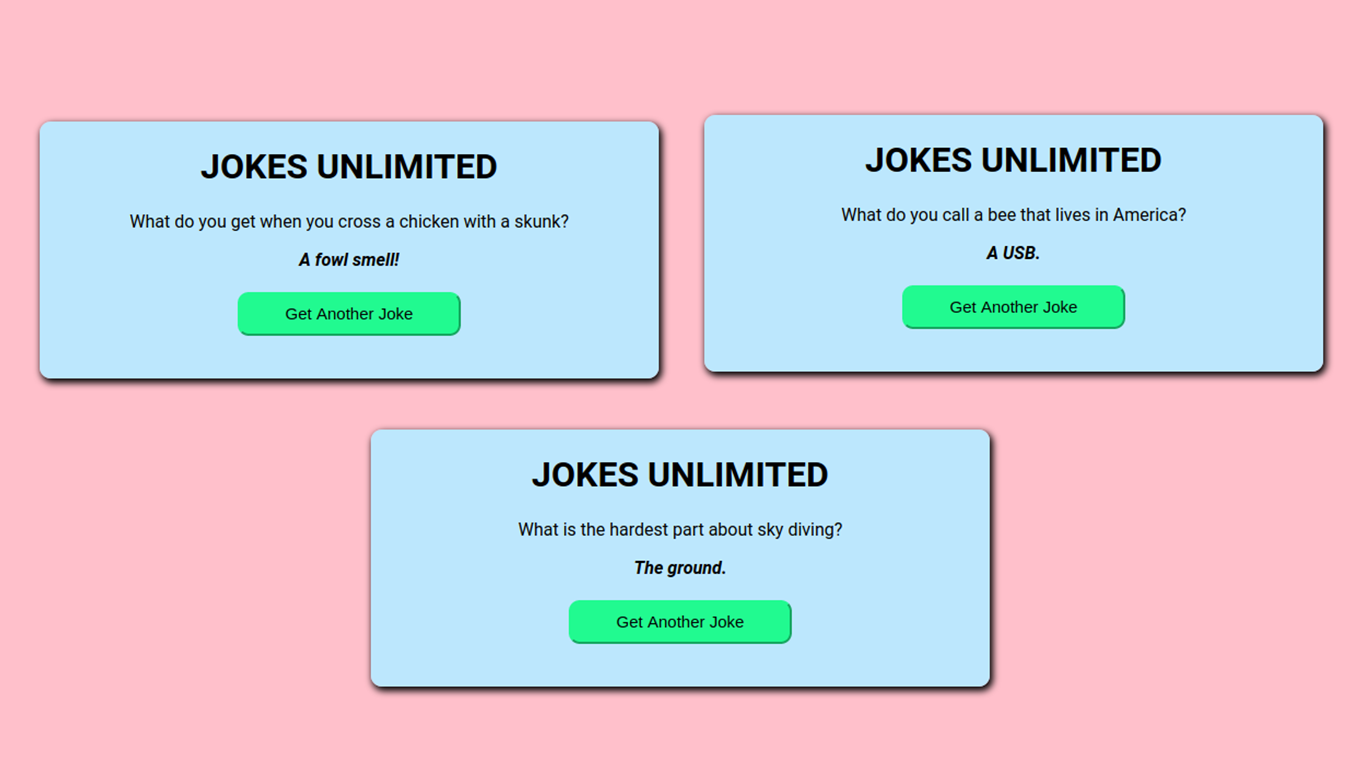 JOKES UNLIMITED
What do you get when you cross a chicken with a skunk?
A fowl smell!
Get Another Joke
JOKES UNLIMITED
What do you call a bee that lives in America?
A USB.
Get Another Joke
JOKES UNLIMITED
What is the hardest part about sky diving?
The ground.
Get Another Joke